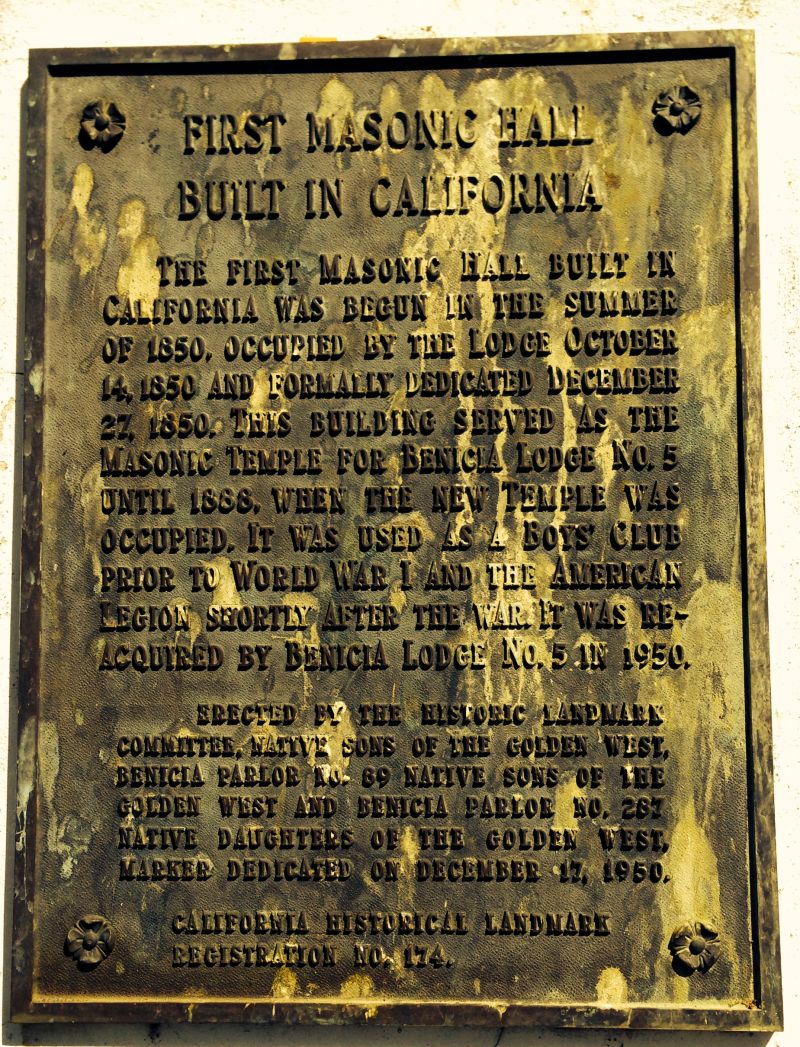 FIRST MASONIC HALL
BUILT IN CALIFORNIA
THE FIRST MASONIC HALL BUILT IN
CALIFORNIA WAS BEGUN IN THE SUMMER
OF 1850, OCCUPIED BY THE LODGE OCTOBER
14, 1850 AND FORMALLY DEDICATED DECEMBER
27, 1850. THIS BUILDING SERVED AS THE
MASONIC TEMPLE FOR BENICIA LODGE NO. 5
UNTIL 1888, WHEN THE NEW TEMPLE WAS
OCCUPIED. IT WAS USED AS A BOYS' CLUB
PRIOR TO WORLD WAR I AND THE AMERICAN
LEGION SHORTLY AFTER THE WAR. IT WAS RE-
ACQUIRED BY BENICIA LODGE NO. 5 IN 1950.
ERECTED BY THE HISTORIC LANDMARK
COMMITTEE, NATIVE SONS OF THE GOLDEN WEST,
BENICIA PARLOR NO. 89 NATIVE SONS OF THE
GOLDEN WEST AND BENICIA PARLOR NO. 287
NATIVE DAUGHTERS OF THE GOLDEN WEST,
MARKER DEDICATED ON DECEMBER 17, 1950.
CALIFORNIA HISTORICAL LANDMARK
REGISTRATION NO. 174.